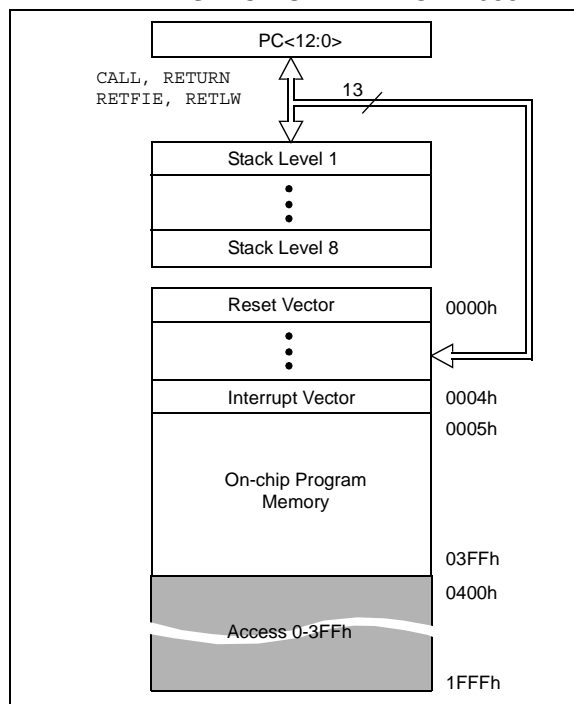 PC<12:0>
CALL, RETURN
RETFIE, RETLW
13
Stack Level 1
Stack Level 8
Reset Vector
0000h
Interrupt Vector
0004h
0005h
On-chip Program
Memory
03FFh
0400h
Access 0-3FFh
1FFFh